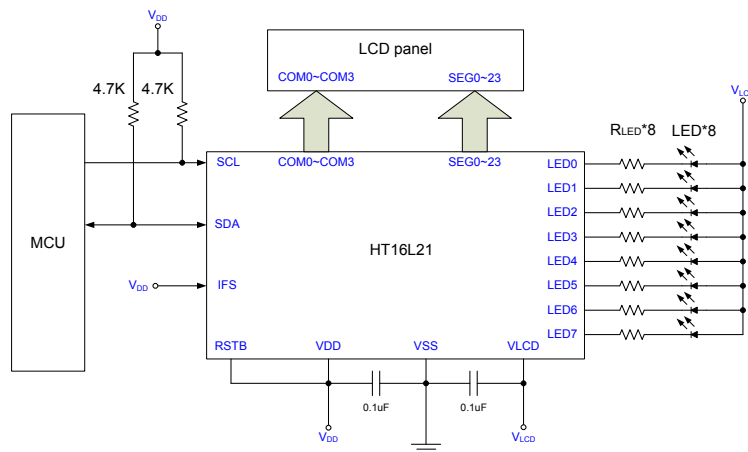 VDD
LCD panel
COM0~COM3 SEG0~23
4.7K 4.7K
VLC
RLED*8 LED*8
MCU
SCL COM0~COM3 SEG0~23 LED0
LED1
SDA LED2
HT16L21 LED3
LED4
VDD IFS LED5
LED6
RSTB VDD VSS VLCD LED7
0.1uF 0.1uF
VDD VLCD